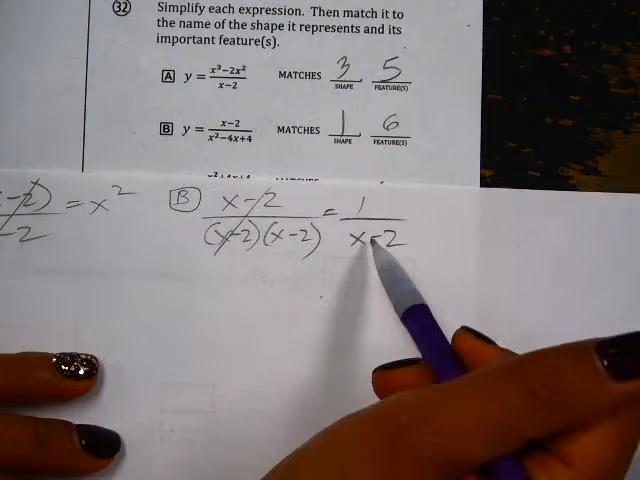 32 Simplify each expression. Then match it to
the name of the shape it represents and its
important feature(s).
A y = (x³-2x²)/(x-2) MATCHES 3 5
SHAPE FEATURE(S)
B y = (x-2)/(x²-4x+4) MATCHES 1 6
SHAPE FEATURE(S)
x-2)/-2 = x² B (x-2)/((x-2)(x-2)) = 1/(x-2)